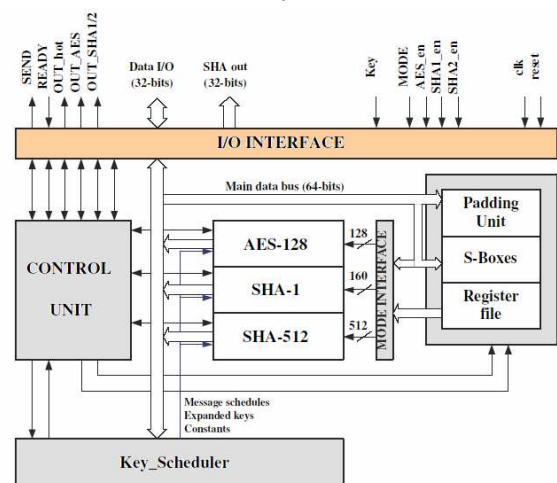 SEND
READY
OUT_hot
OUT_AES
OUT_SHA1/2
Data I/O
(32-bits)
SHA out
(32-bits)
Key
MODE
AES_en
SHA1_en
SHA2_en
clk
reset
I/O INTERFACE
Main data bus (64-bits)
CONTROL
UNIT
AES-128
SHA-1
SHA-512
128
160
512
MODE INTERFACE
Padding
Unit
S-Boxes
Register
file
Message schedules
Expanded keys
Constants
Key_Scheduler